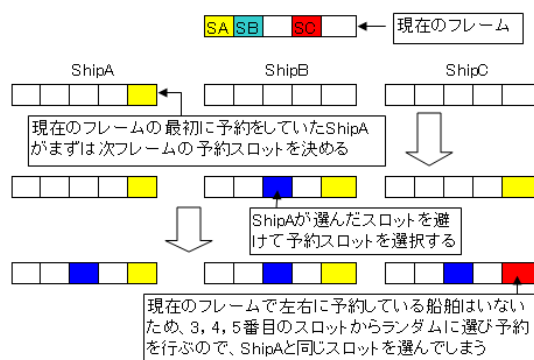 SA SB SC
現在のフレーム
ShipA ShipB ShipC
現在のフレームの最初に予約をしていたShipA
がまずは次フレームの予約スロットを決める
ShipAが選んだスロットを避
けて予約スロットを選択する
現在のフレームで左右に予約している船舶はいない
ため、3, 4, 5番目のスロットからランダムに選び予約
を行ぶので、ShipAと同じスロットを選んでしまう